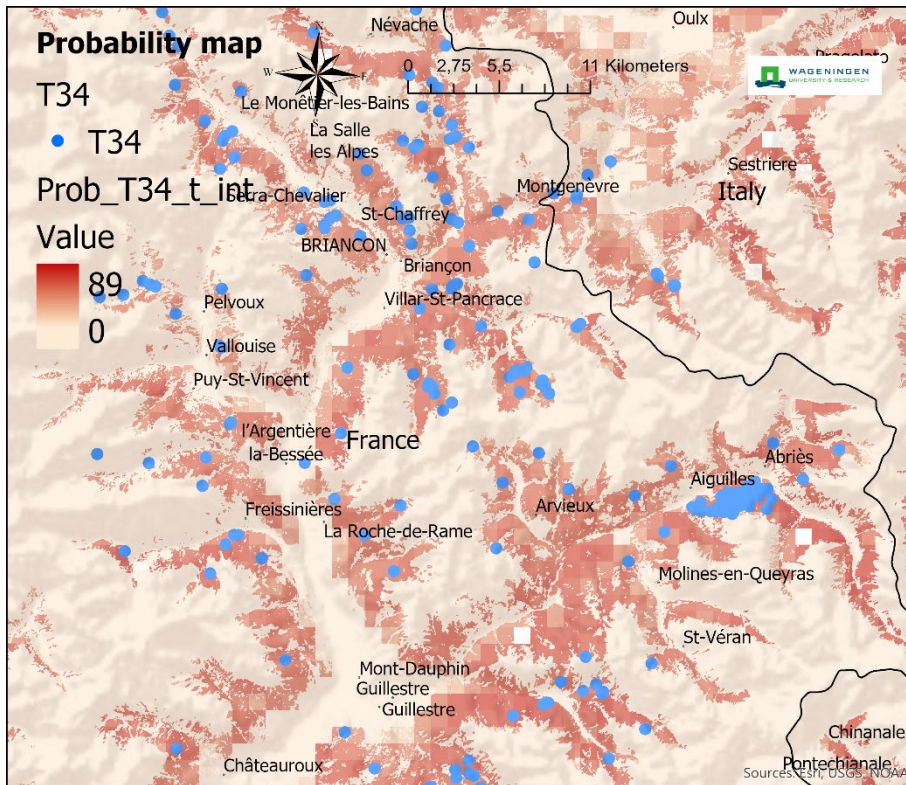 Névache
Oulx
Probability map
N
W
E
0 2,75 5,5 11 Kilometers
Pragelato
WAGENINGEN
UNIVERSITY & RESEARCH
T34
Le Monêtier-les-Bains
T34
La Salle
les Alpes
Sestriere
Prob_T34_t_int
Serra-Chevalier
Montgenèvre
Italy
Value
St-Chaffrey
BRIANCON
Briançon
89
Pelvoux
Villar-St-Pancrace
0
Vallouise
Puy-St-Vincent
l'Argentière
la-Bessée
France
Abriès
Aiguilles
Freissinières
Arvieux
La Roche-de-Rame
Molines-en-Queyras
St-Véran
Mont-Dauphin
Guillestre
Guillestre
Chinanale
Châteauroux
Pontechianale
Sources: Esri, USGS, NOAA